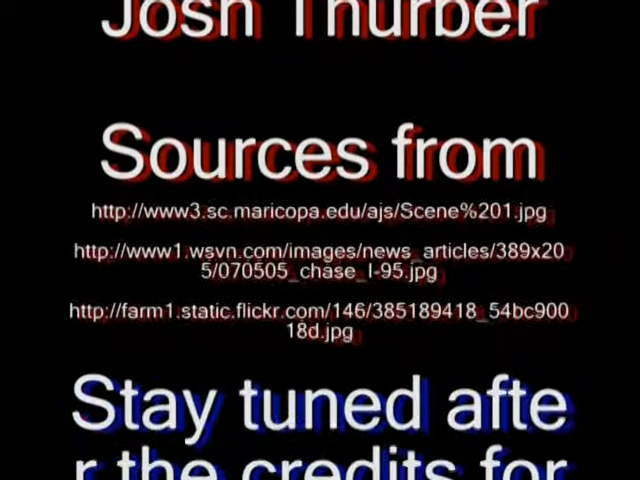 Josh Thurber
Sources from
http://www3.sc.maricopa.edu/ajs/Scene%201.jpg
http://www1.wsvn.com/images/news_articles/389x20
5/070505_chase_I-95.jpg
http://farm1.static.flickr.com/146/385189418_54bc900
18d.jpg
Stay tuned afte
r the credits for